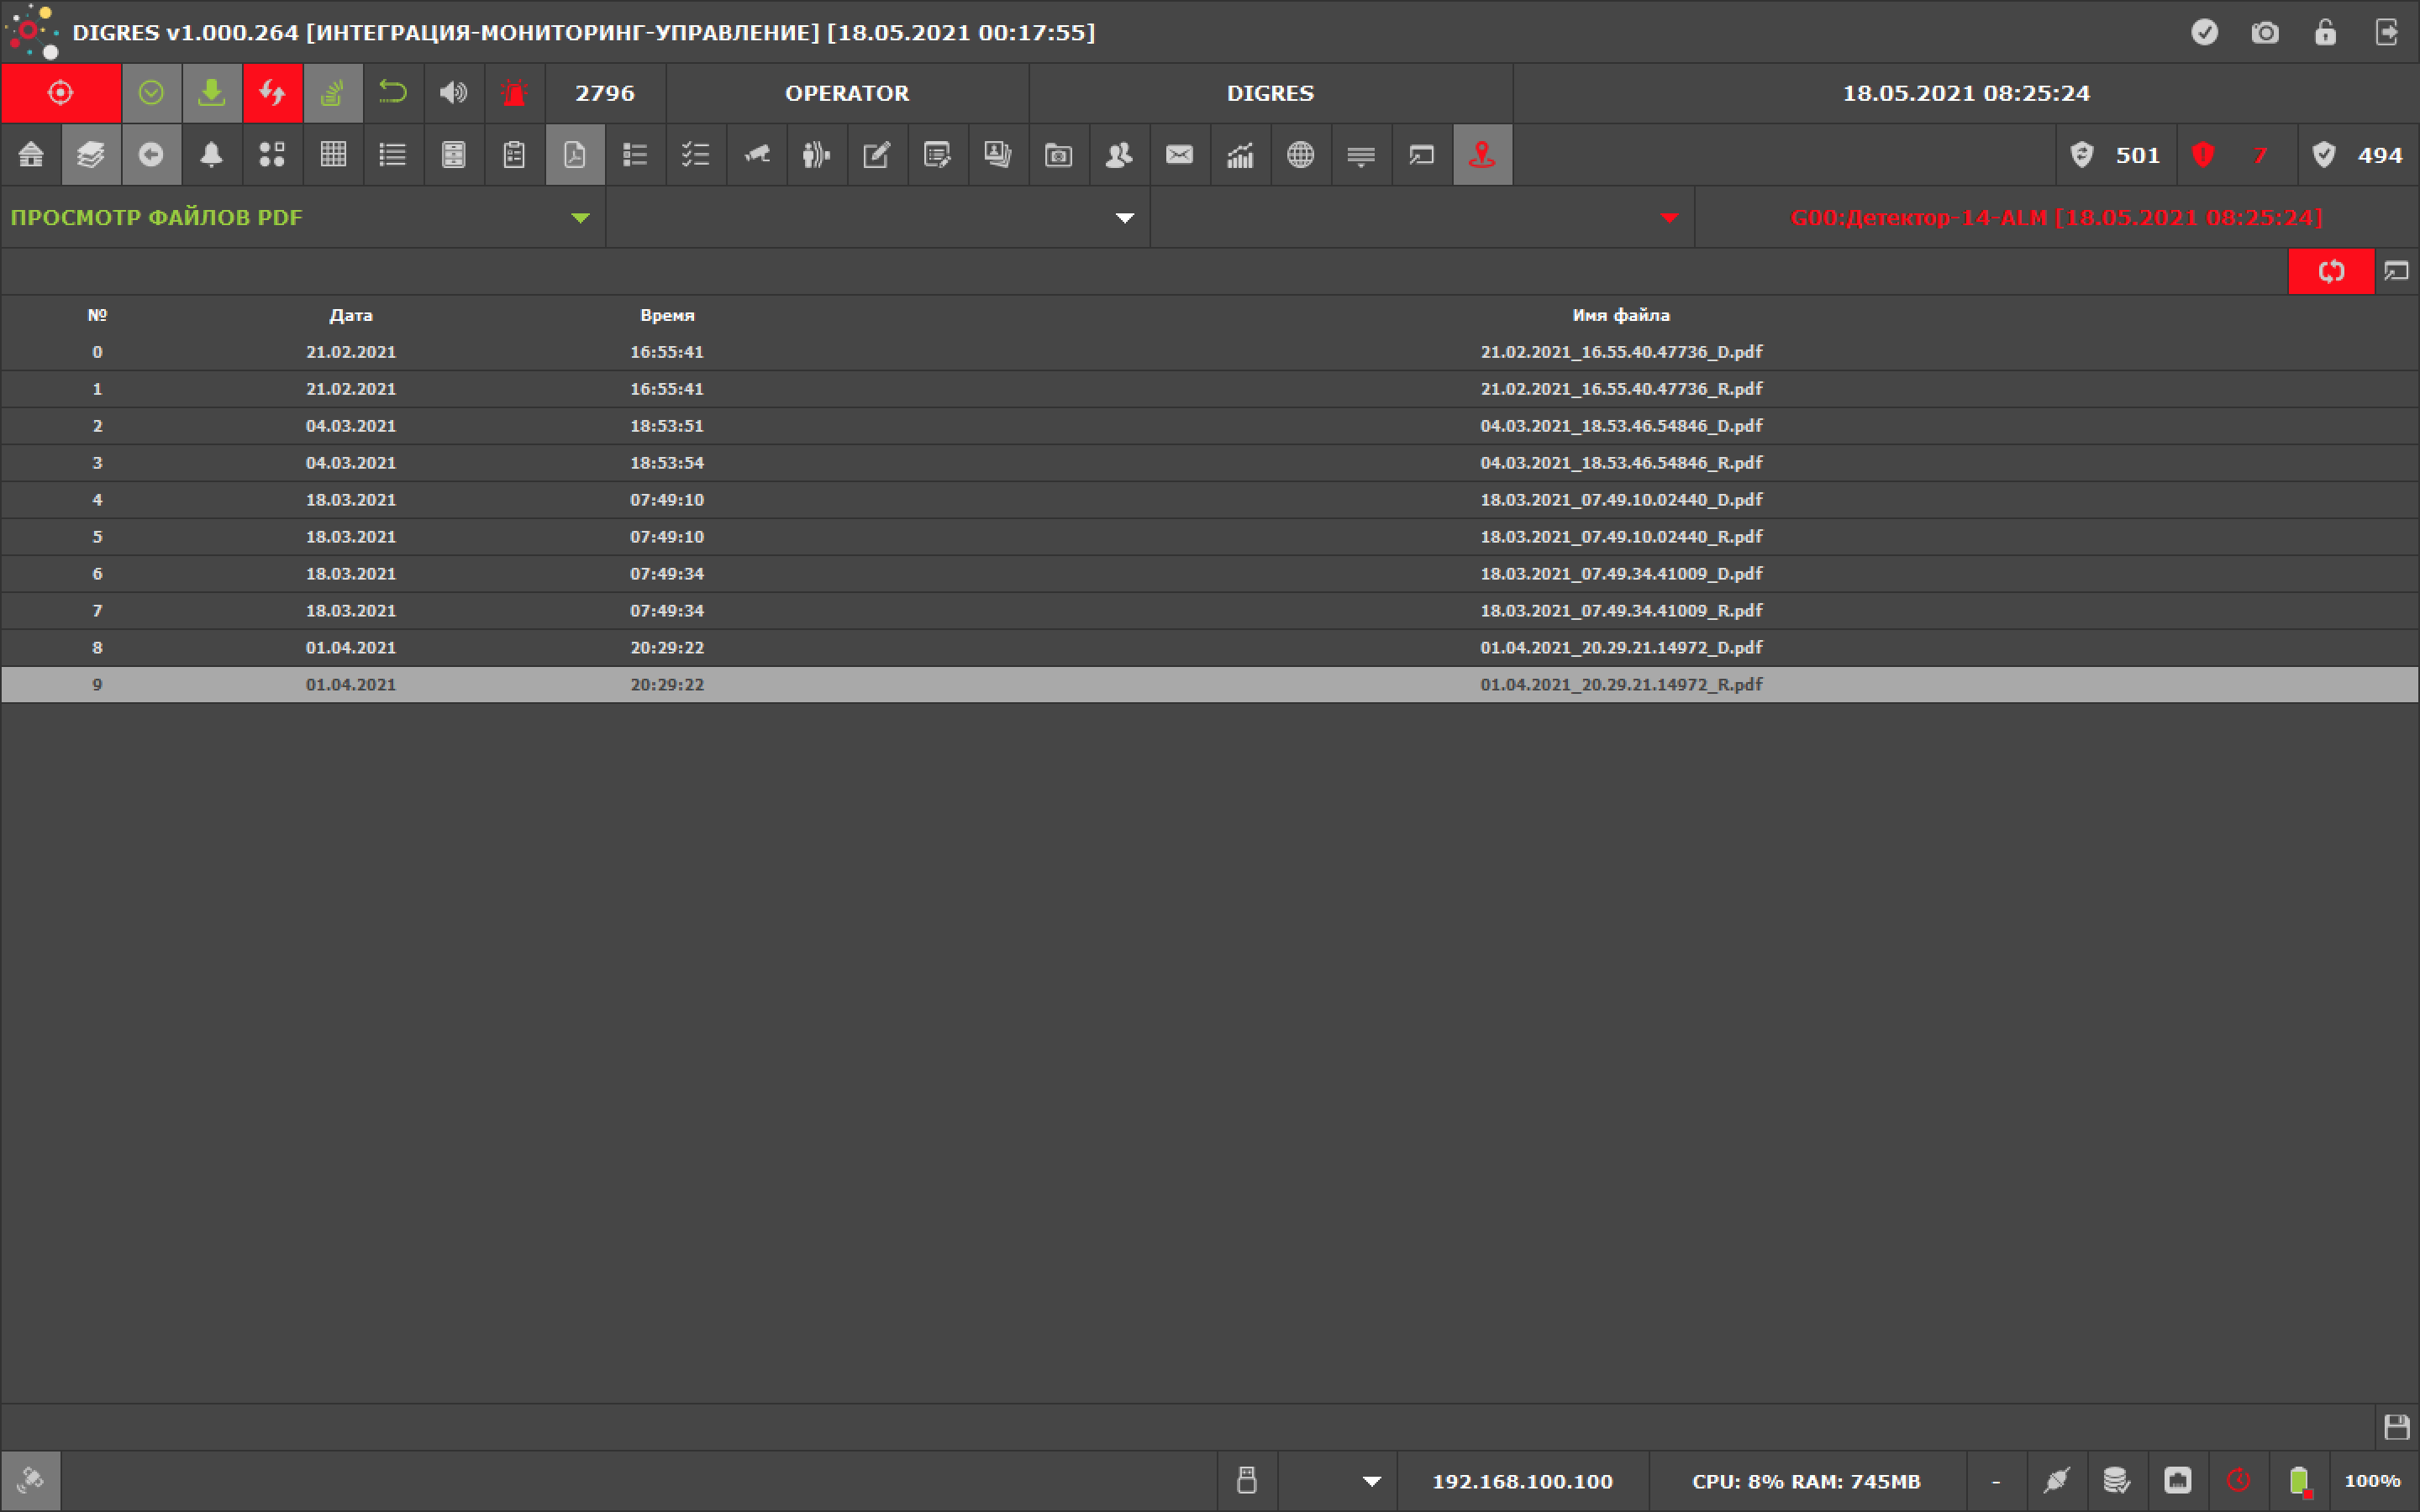 DIGRES v1.000.264 [ИНТЕГРАЦИЯ-МОНИТОРИНГ-УПРАВЛЕНИЕ] [18.05.2021 00:17:55]
2796 OPERATOR DIGRES 18.05.2021 08:25:24
501 7 494
ПРОСМОТР ФАЙЛОВ PDF G00:Детектор-14-ALM [18.05.2021 08:25:24]
№ Дата Время Имя файла
0 21.02.2021 16:55:41 21.02.2021_16.55.40.47736_D.pdf
1 21.02.2021 16:55:41 21.02.2021_16.55.40.47736_R.pdf
2 04.03.2021 18:53:51 04.03.2021_18.53.46.54846_D.pdf
3 04.03.2021 18:53:54 04.03.2021_18.53.46.54846_R.pdf
4 18.03.2021 07:49:10 18.03.2021_07.49.10.02440_D.pdf
5 18.03.2021 07:49:10 18.03.2021_07.49.10.02440_R.pdf
6 18.03.2021 07:49:34 18.03.2021_07.49.34.41009_D.pdf
7 18.03.2021 07:49:34 18.03.2021_07.49.34.41009_R.pdf
8 01.04.2021 20:29:22 01.04.2021_20.29.21.14972_D.pdf
9 01.04.2021 20:29:22 01.04.2021_20.29.21.14972_R.pdf
192.168.100.100 CPU: 8% RAM: 745MB - 100%